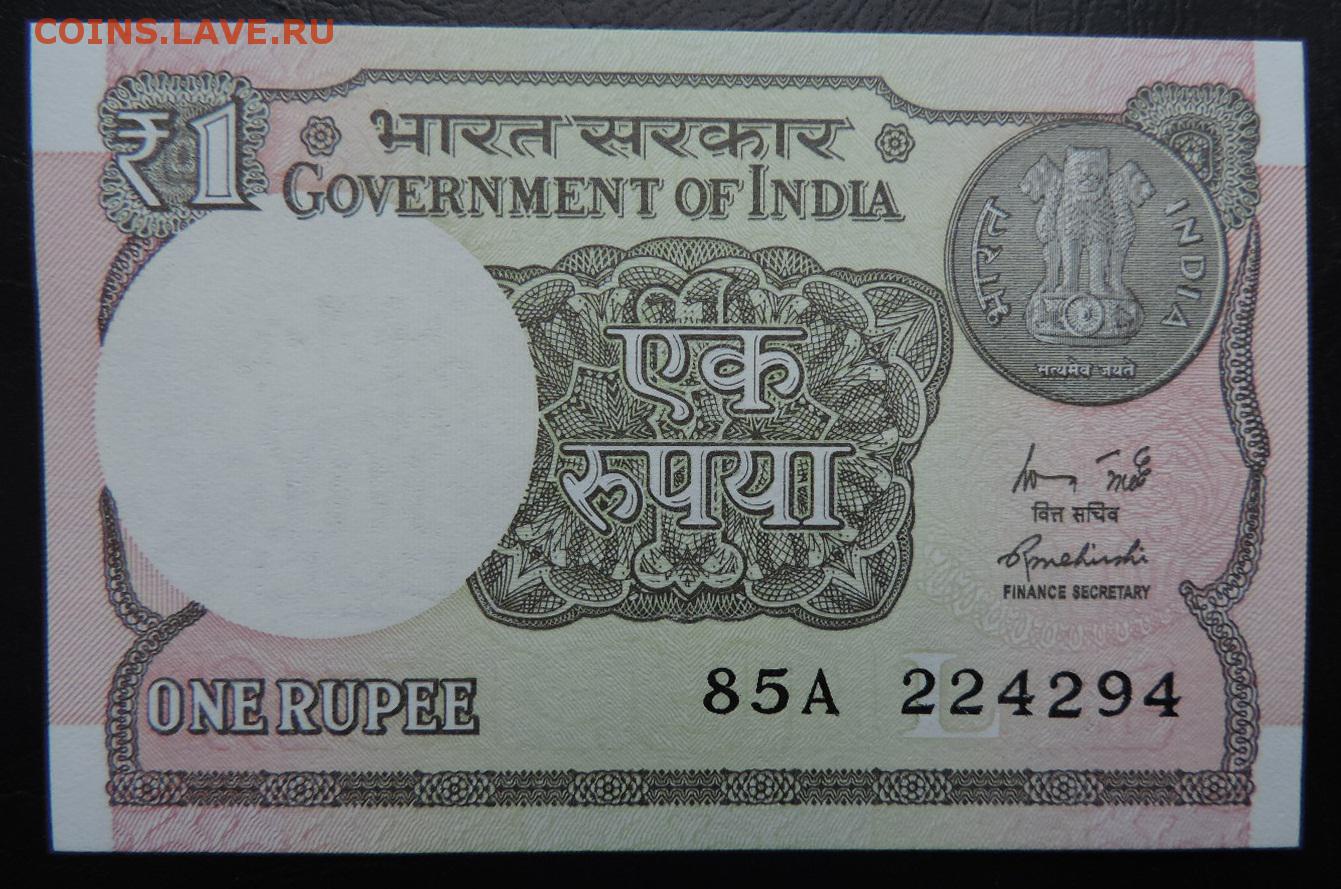 COINS.LAVE.RU
₹1
भारत सरकार
GOVERNMENT OF INDIA
भारत
INDIA
सत्यमेव जयते
एक
रुपया
वित्त सचिव
FINANCE SECRETARY
ONE RUPEE
85A 224294
L